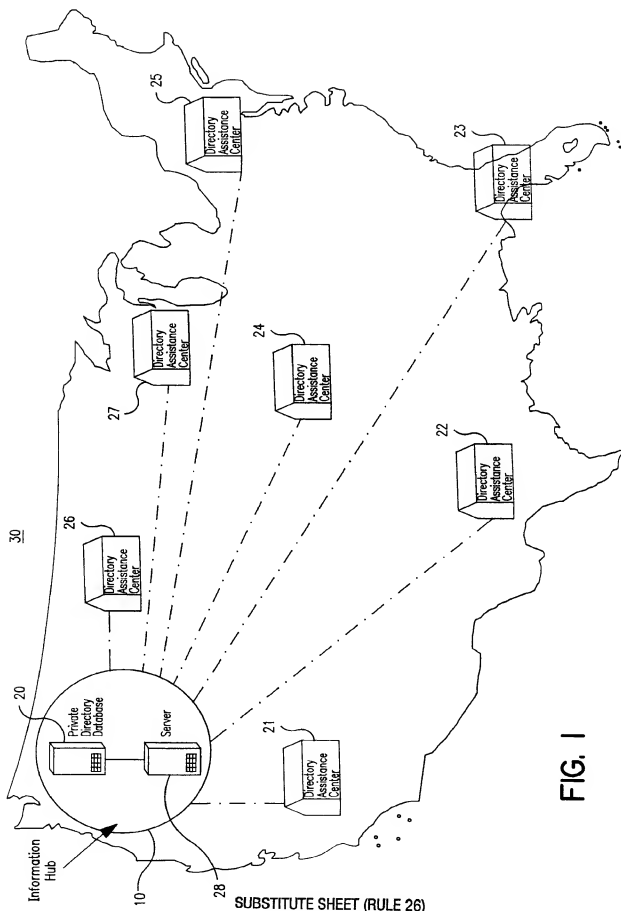 30
Information
Hub
10
20
Private
Directory
Database
Server
28
26
Directory
Assistance
Center
27
Directory
Assistance
Center
25
Directory
Assistance
Center
21
Directory
Assistance
Center
24
Directory
Assistance
Center
22
Directory
Assistance
Center
23
Directory
Assistance
Center
FIG. 1
SUBSTITUTE SHEET (RULE 26)